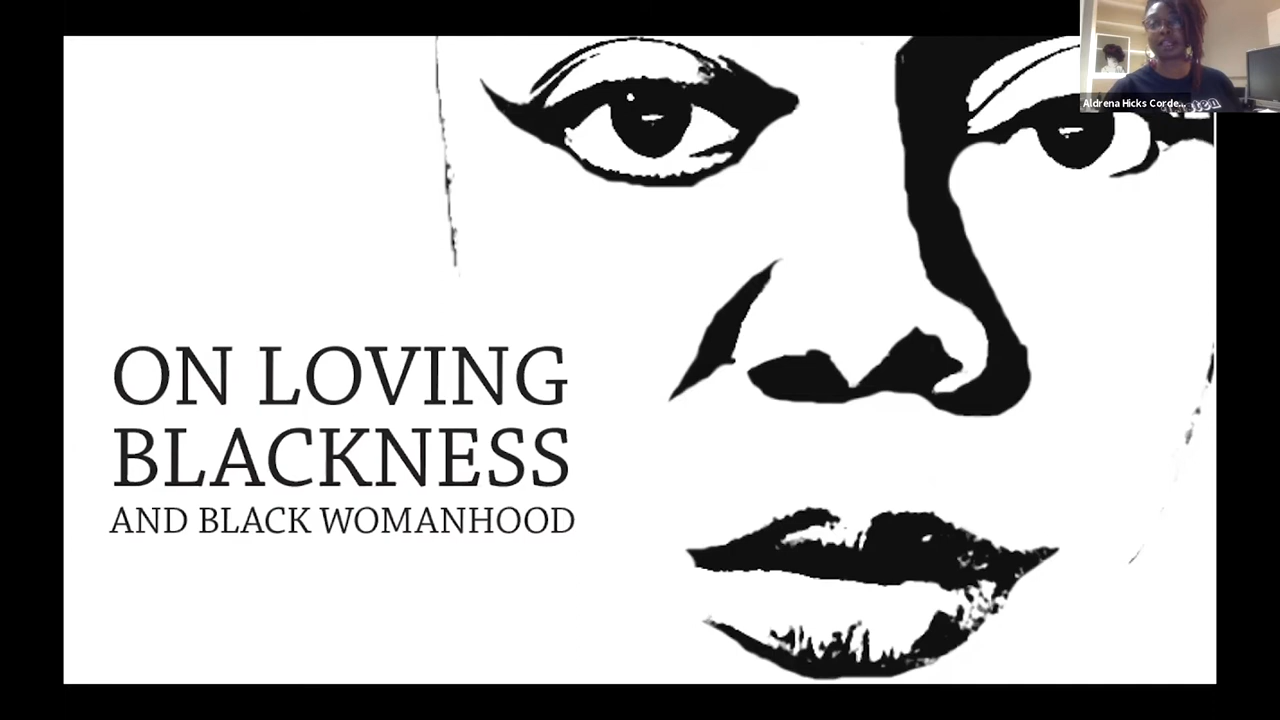 ON LOVING
BLACKNESS
AND BLACK WOMANHOOD
Aldrena Hicks Corde...